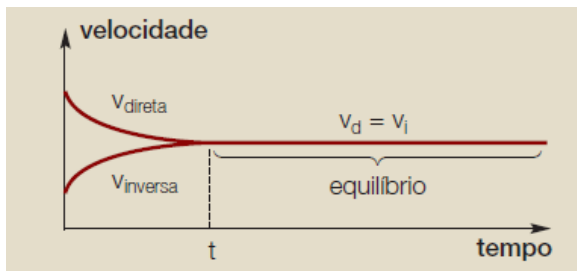 velocidade
vdireta
vd = vi
vinversa
equilíbrio
t
tempo